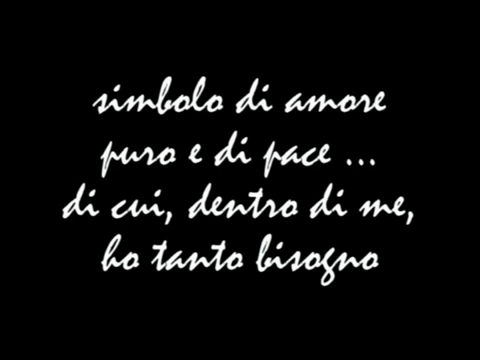 simbolo di amore
puro e di pace ...
di cui, dentro di me,
ho tanto bisogno